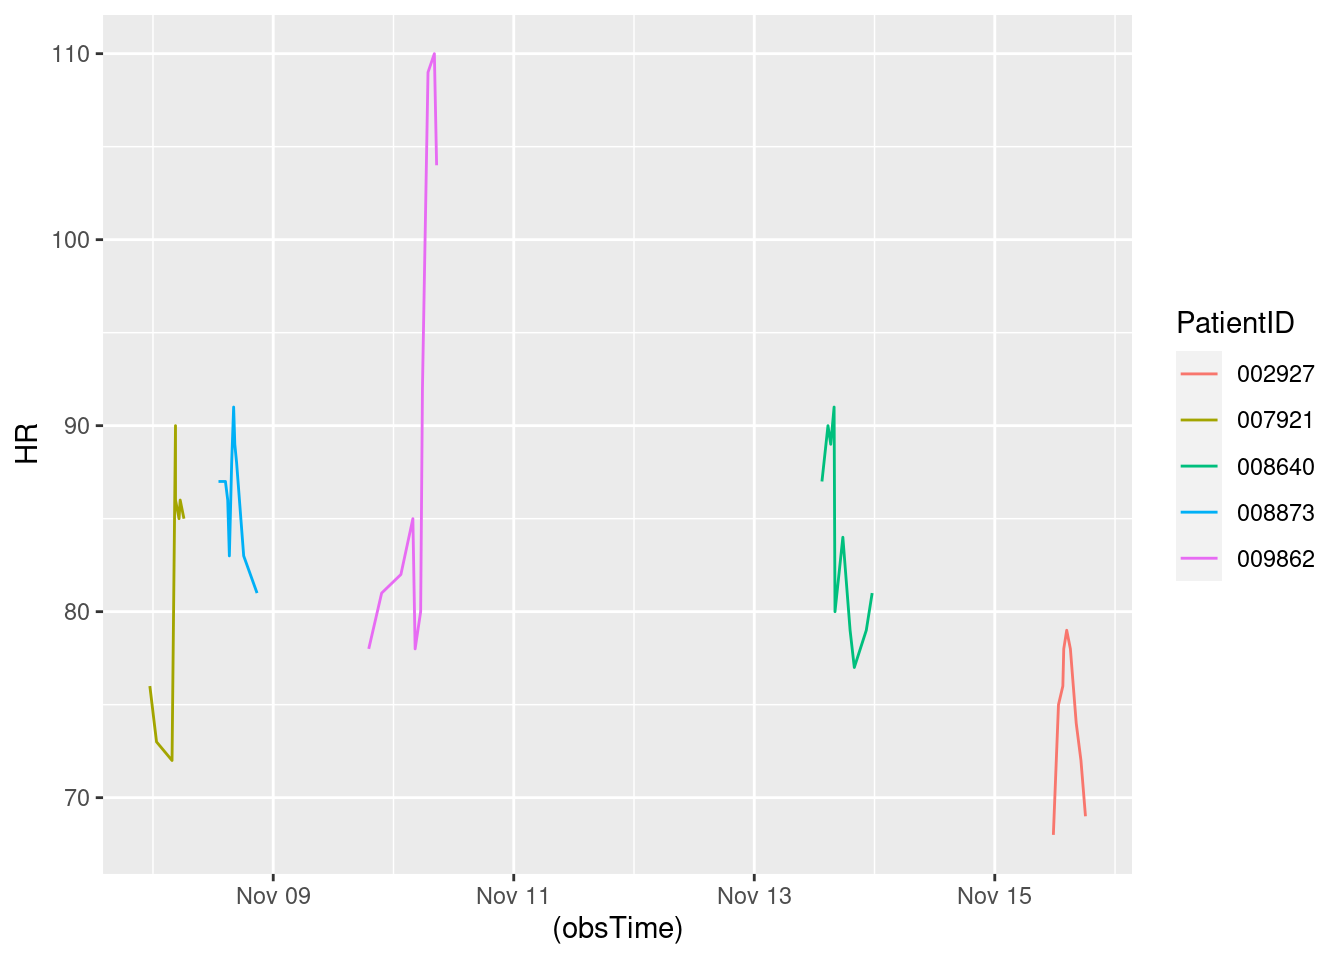 110
100
90
80
70
HR
Nov 09
Nov 11
Nov 13
Nov 15
(obsTime)
PatientID
002927
007921
008640
008873
009862